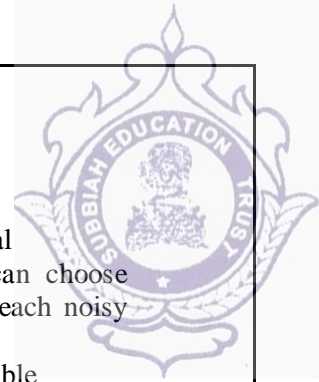 SUBBIAH EDUCATION TRUST
al
can choose
each noisy
ble